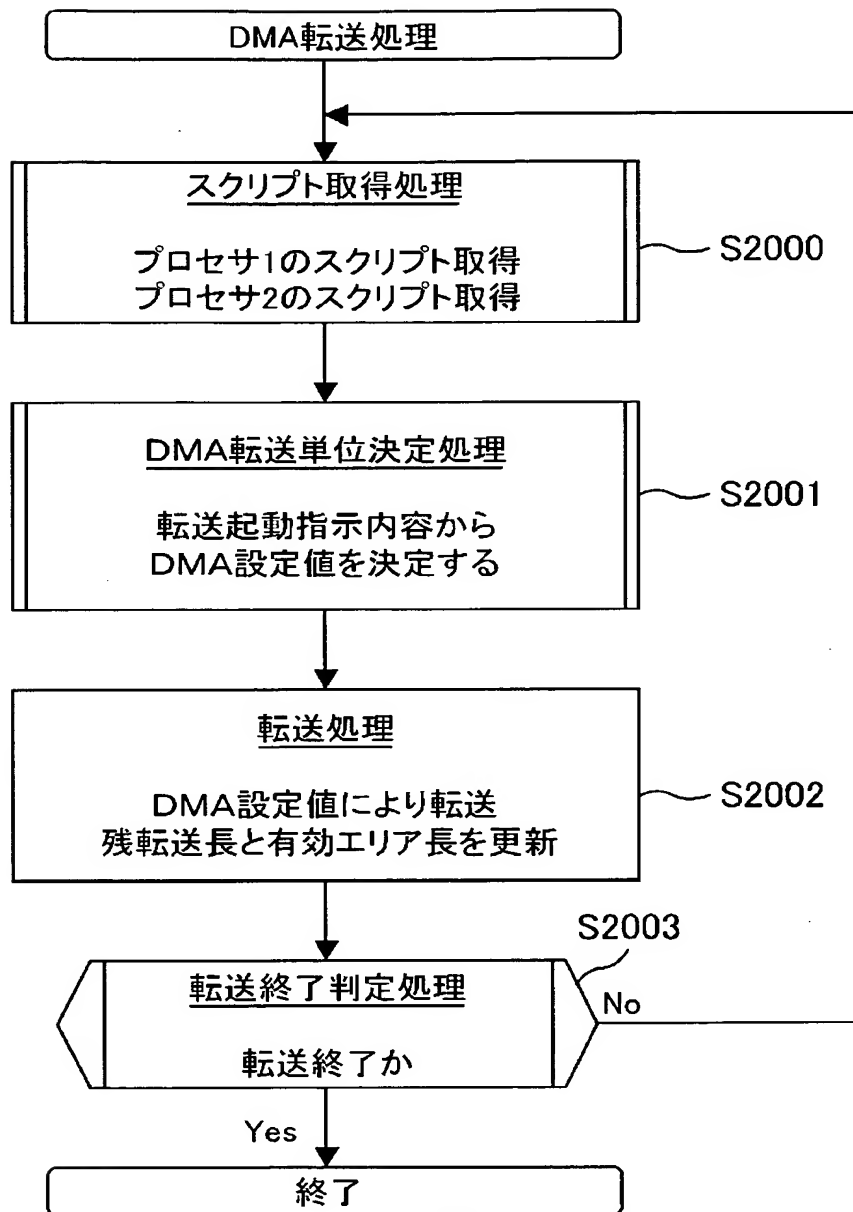 DMA転送処理
スクリプト取得処理
プロセサ1のスクリプト取得
プロセサ2のスクリプト取得
S2000
DMA転送単位決定処理
転送起動指示内容から
DMA設定値を決定する
S2001
転送処理
DMA設定値により転送
残転送長と有効エリア長を更新
S2002
S2003
転送終了判定処理
転送終了か
No
Yes
終了